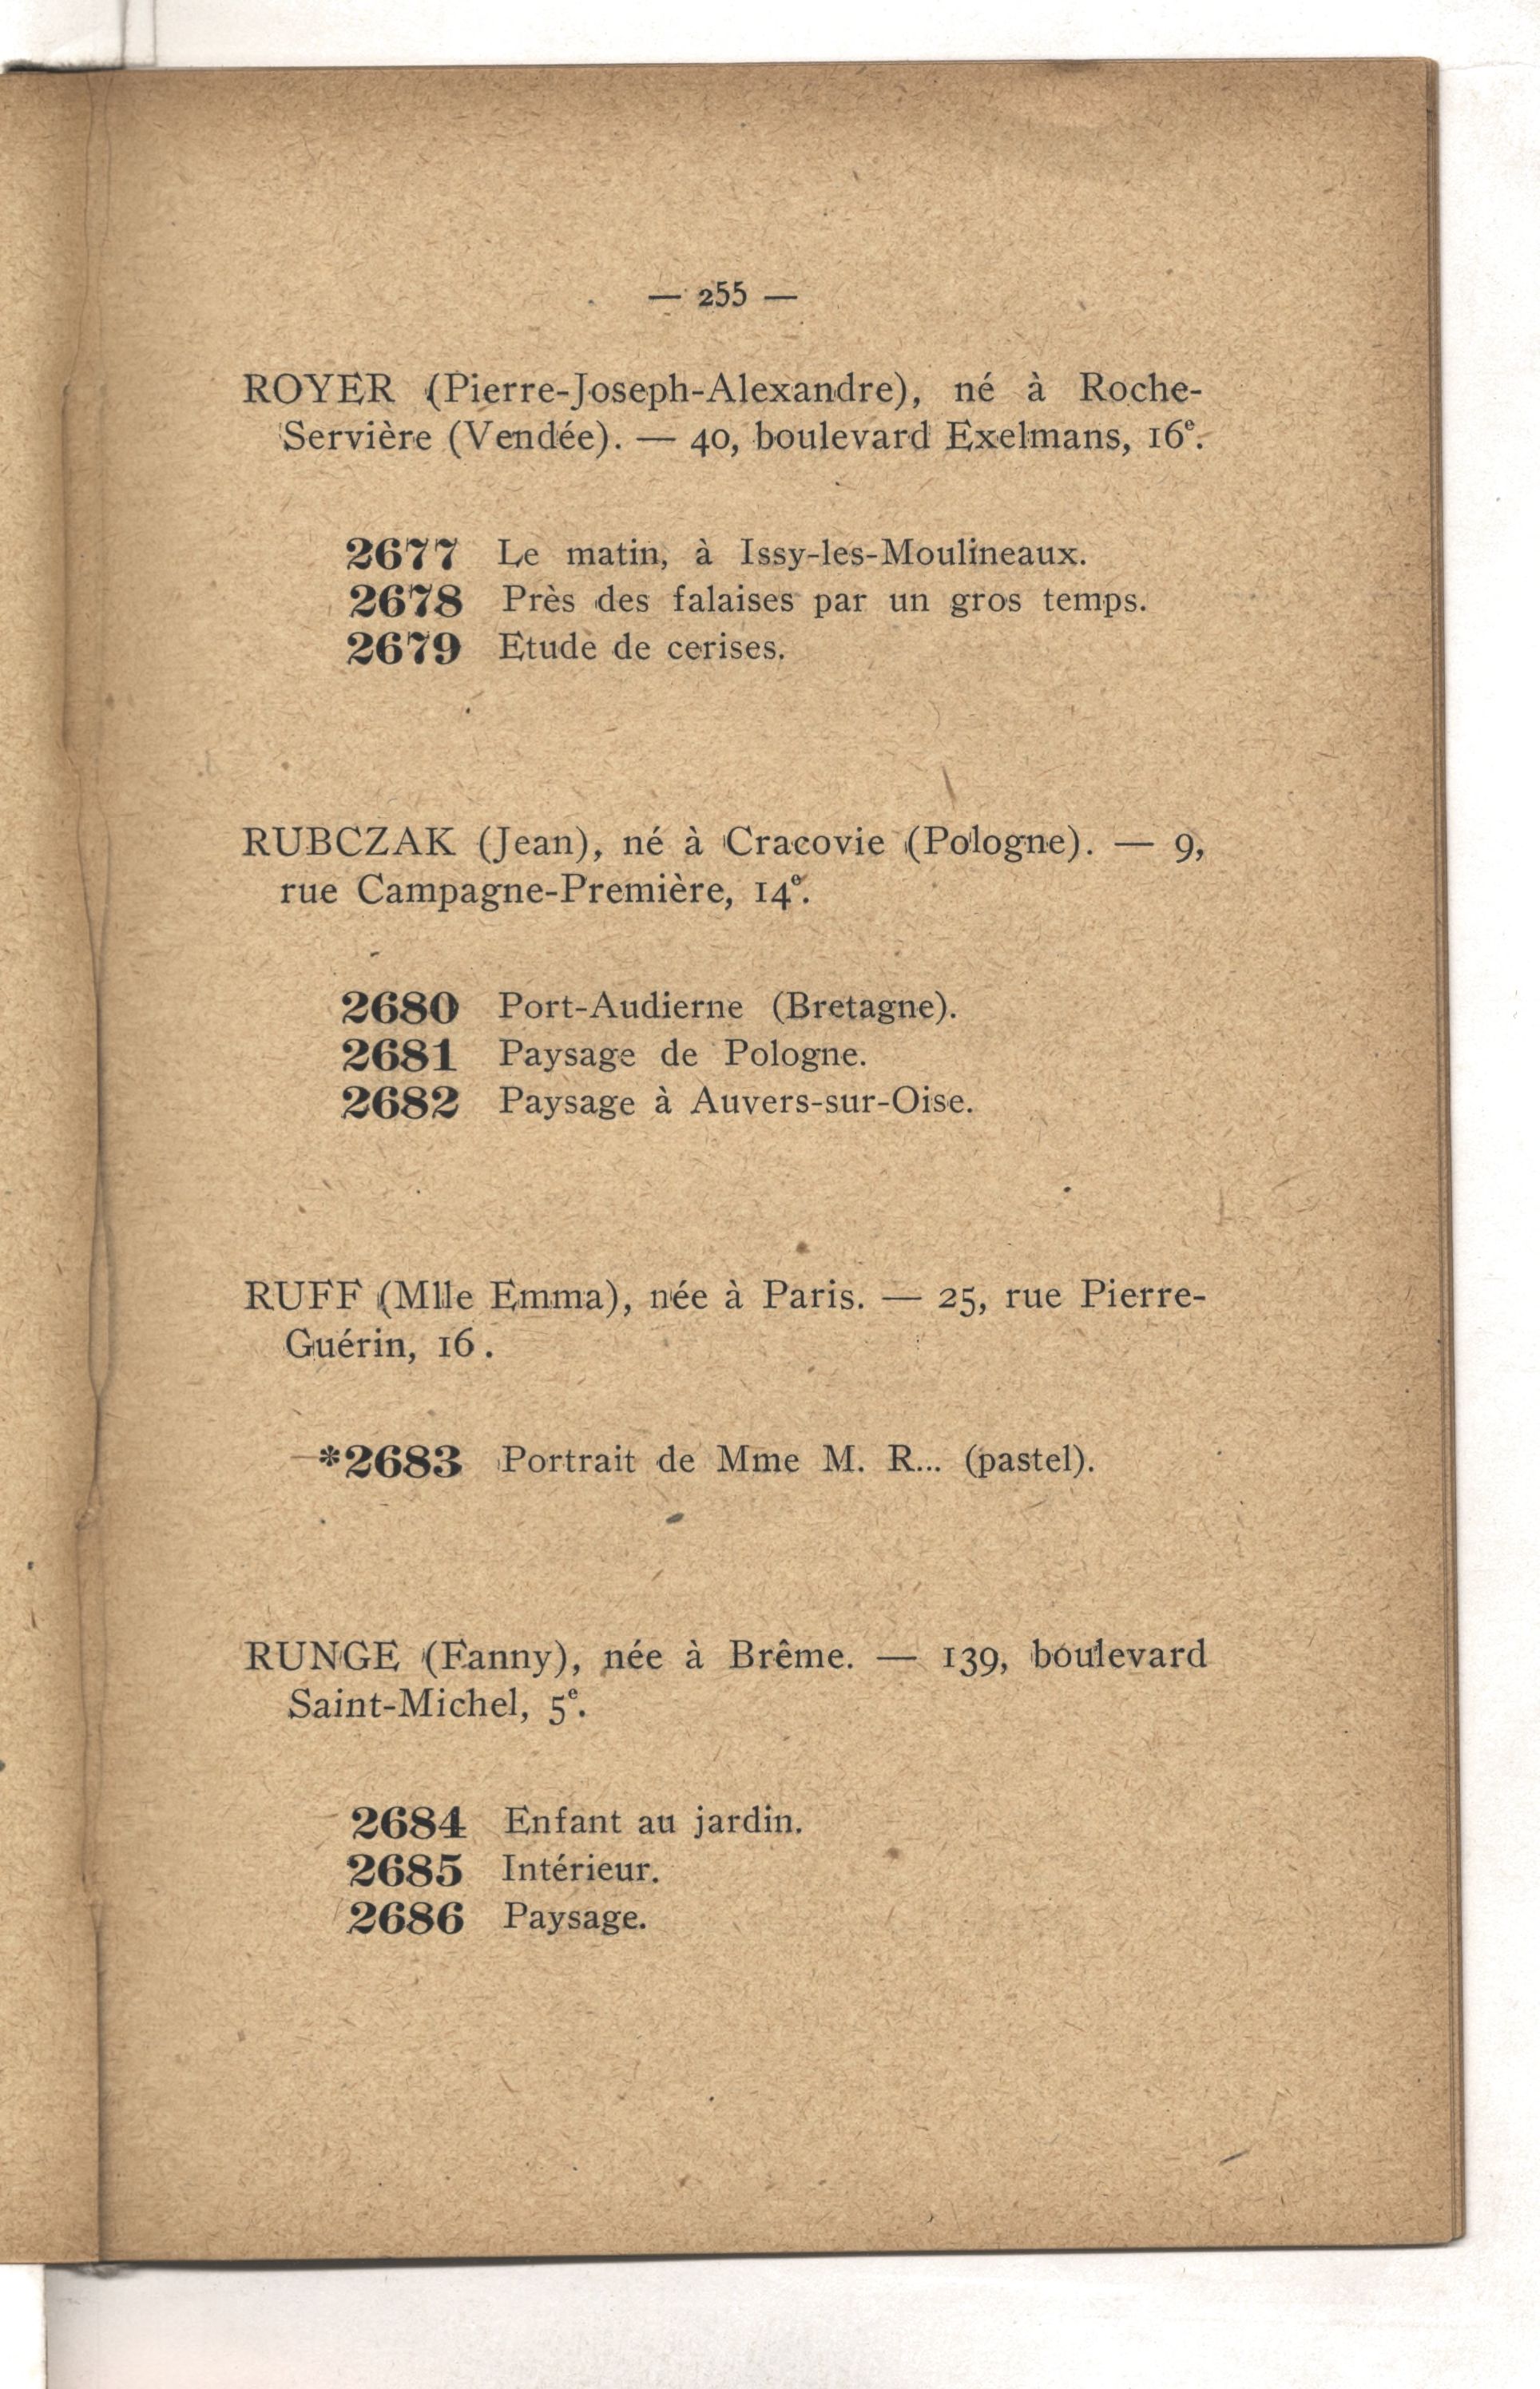 — 255 —
ROYER (Pierre-Joseph-Alexandre), né à Roche-
Servière (Vendée). — 40, boulevard Exelmans, 16e.
2677 Le matin, à Issy-les-Moulineaux.
2678 Près des falaises par un gros temps.
2679 Etude de cerises.
RUBCZAK (Jean), né à Cracovie (Pologne). — 9,
rue Campagne-Première, 14e.
2680 Port-Audierne (Bretagne).
2681 Paysage de Pologne.
2682 Paysage à Auvers-sur-Oise.
RUFF (Mlle Emma), née à Paris. — 25, rue Pierre-
Guérin, 16 .
*2683 Portrait de Mme M. R... (pastel).
RUNGE (Fanny), née à Brême. — 139, boulevard
Saint-Michel, 5e.
2684 Enfant au jardin.
2685 Intérieur.
2686 Paysage.